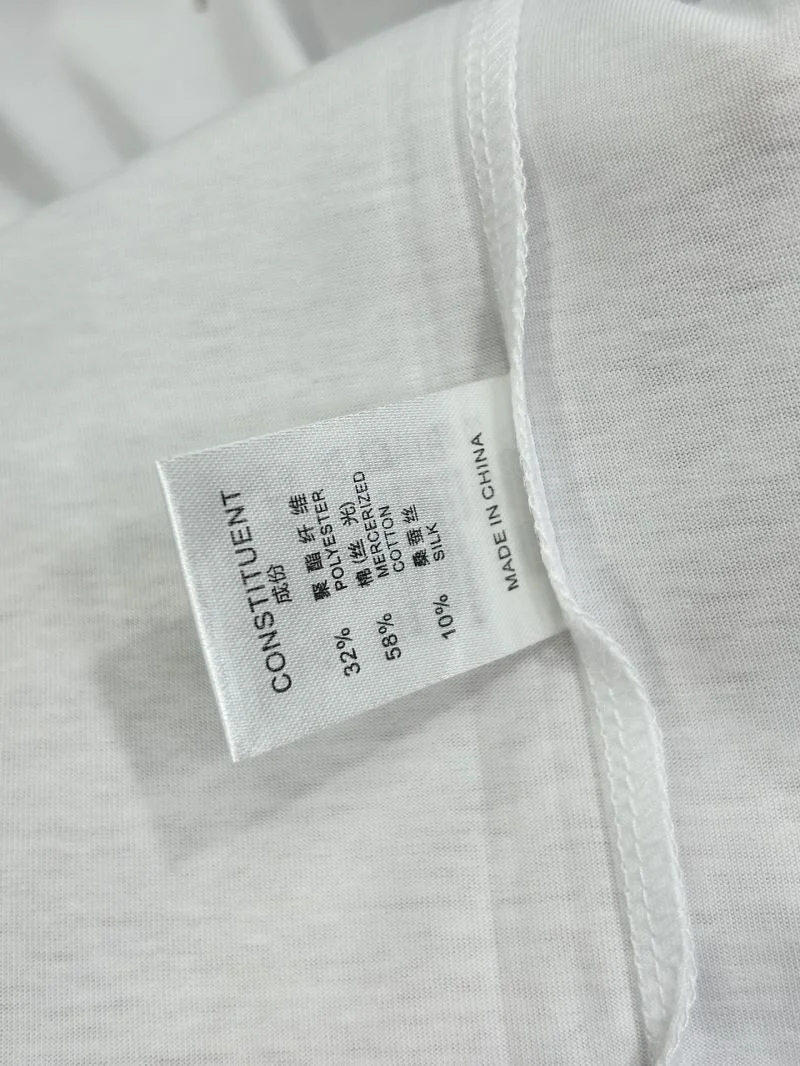 CONSTITUENT
成份
32% 聚酯纤维
POLYESTER
58% 棉(丝光)
MERCERIZED
COTTON
10% 桑蚕丝
SILK
MADE IN CHINA